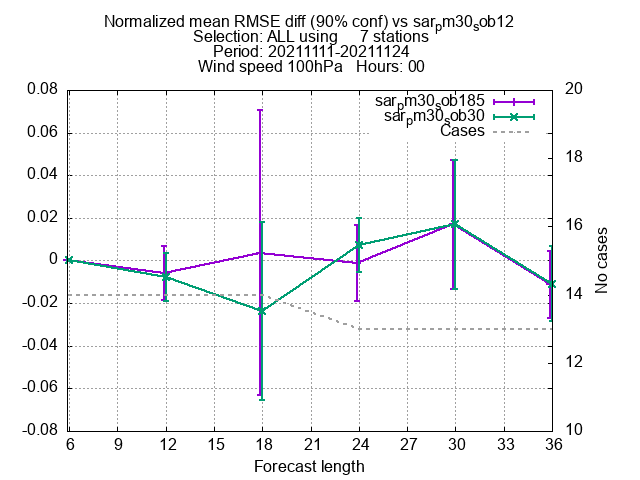 Normalized mean RMSE diff (90% conf) vs sarpm30sob12
Selection: ALL using 7 stations
Period: 20211111-20211124
Wind speed 100hPa Hours: 00
sarpm30sob185
sarpm30sob30
Cases
0.08
0.06
0.04
0.02
0
-0.02
-0.04
-0.06
-0.08
20
18
16
14
12
10
No cases
6 9 12 15 18 21 24 27 30 33 36
Forecast length